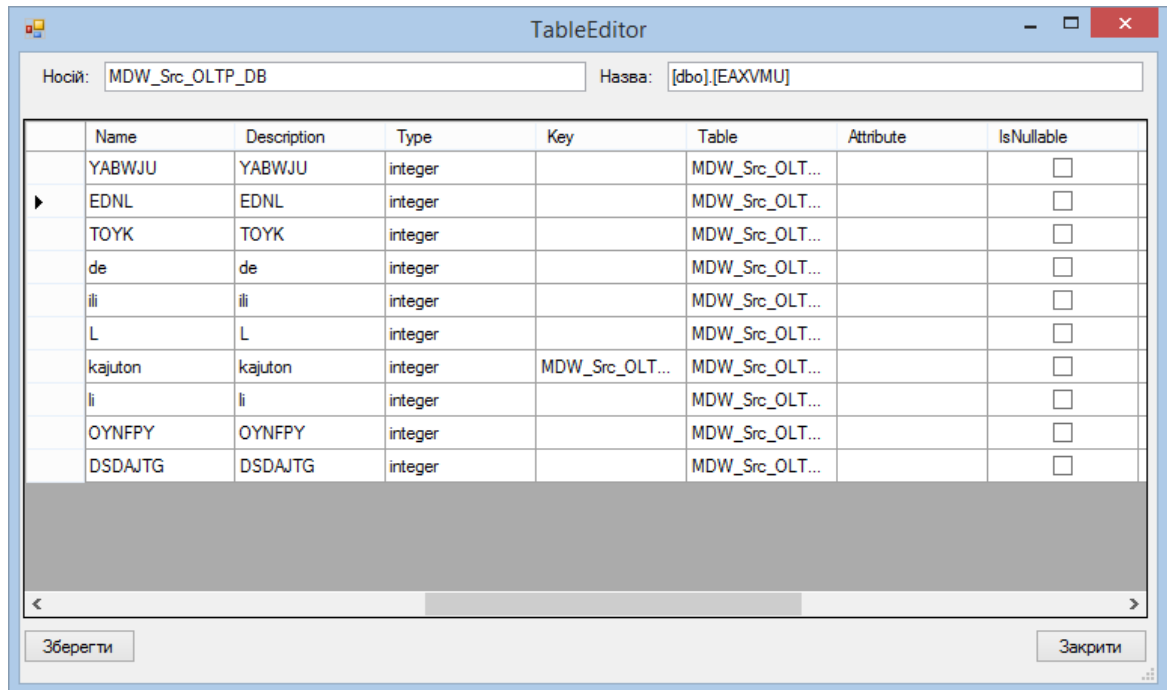 TableEditor
Носій: MDW_Src_OLTP_DB Назва: [dbo].[EAXVMU]
Name Description Type Key Table Attribute IsNullable
YABWJU YABWJU integer MDW_Src_OLT...
EDNL EDNL integer MDW_Src_OLT...
TOYK TOYK integer MDW_Src_OLT...
de de integer MDW_Src_OLT...
ili ili integer MDW_Src_OLT...
L L integer MDW_Src_OLT...
kajuton kajuton integer MDW_Src_OLT... MDW_Src_OLT...
li li integer MDW_Src_OLT...
OYNFPY OYNFPY integer MDW_Src_OLT...
DSDAJTG DSDAJTG integer MDW_Src_OLT...
Зберегти Закрити